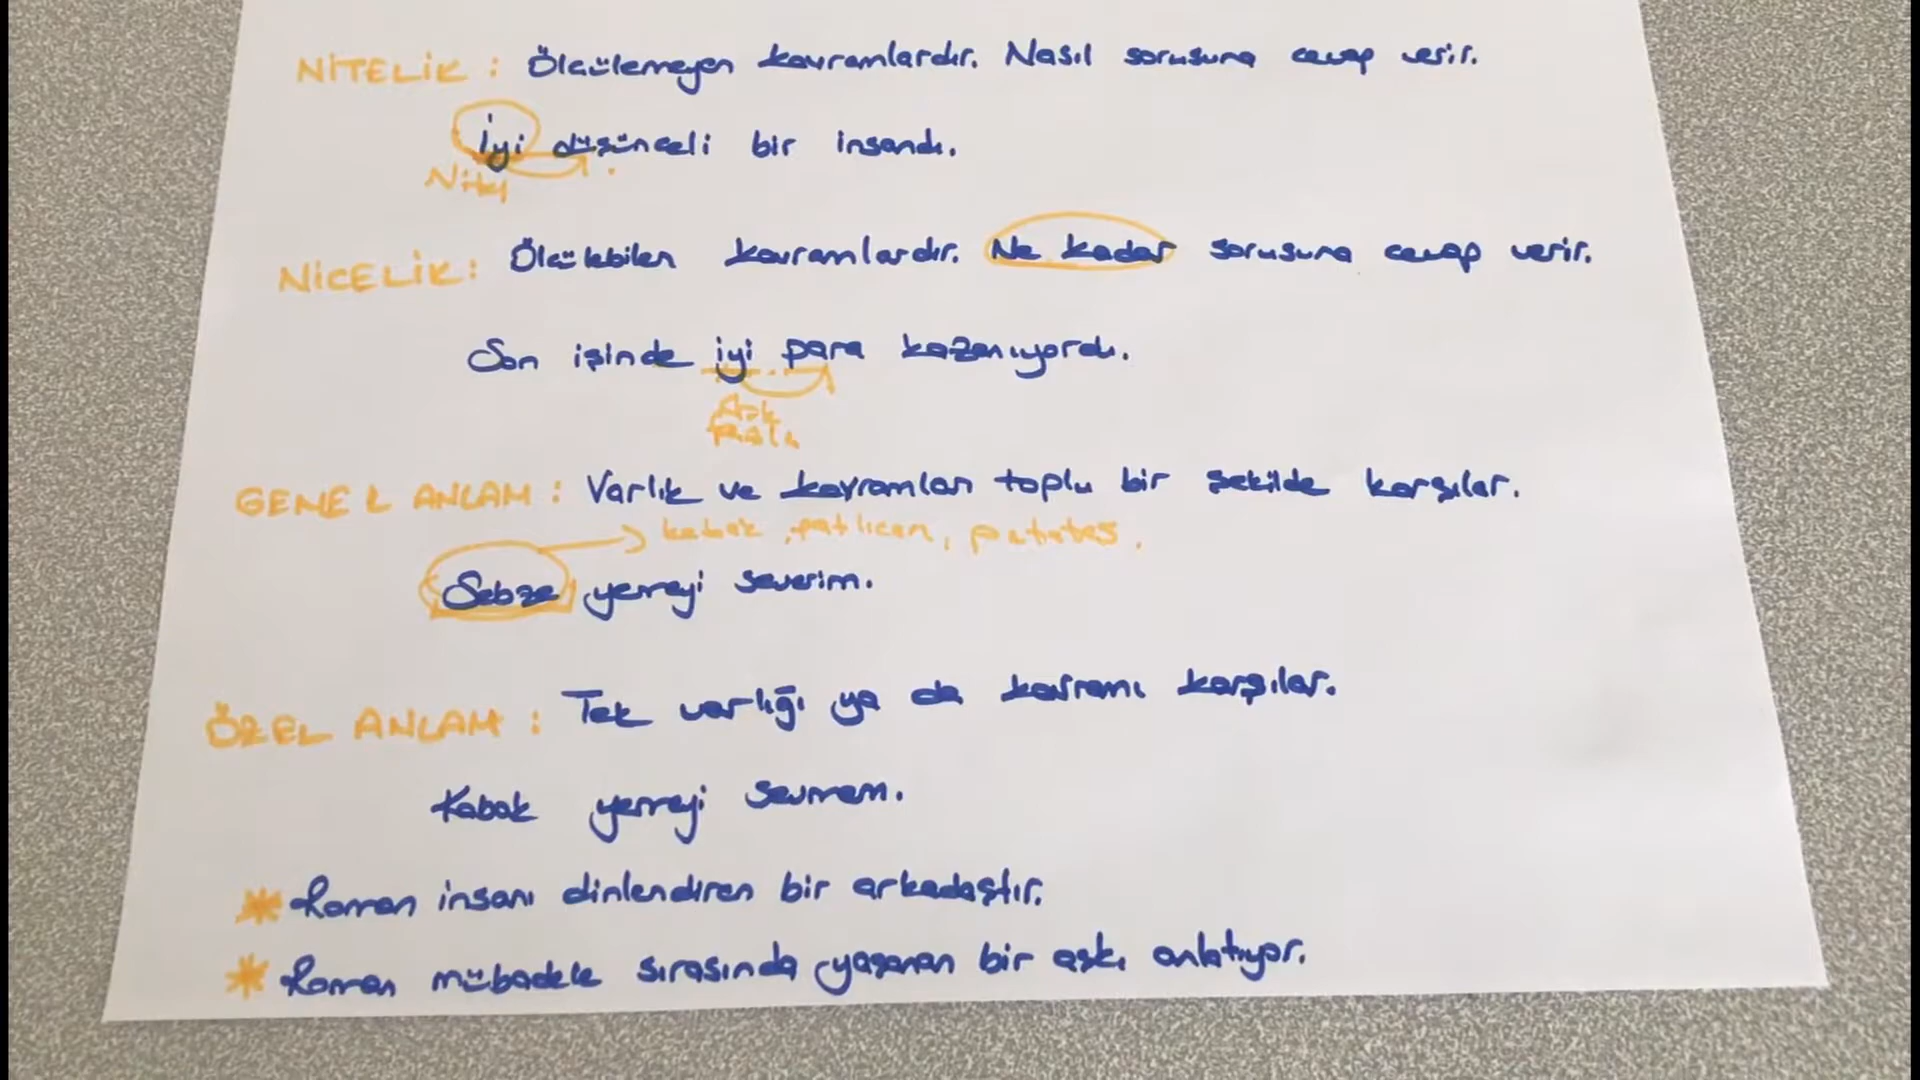 NİTELİK : Ölçülemeyen kavramlardır. Nasıl sorusuna cevap verir.
İyi düşünceli bir insandı.
NİCELİK : Ölçülebilen kavramlardır. Ne kadar sorusuna cevap verir.
Son işinde iyi para kazanıyordu.
GENEL ANLAM : Varlık ve kavramları toplu bir şekilde karşılar.
kabak, patlıcan, patates.
Sebze yemeyi severim.
ÖZEL ANLAM : Tek varlığı ya da kavramı karşılar.
Kabak yemeyi sevmem.
* Roman insanı dinlendiren bir arkadaştır.
* Roman mübadele sırasında yaşanan bir aşkı anlatıyor.